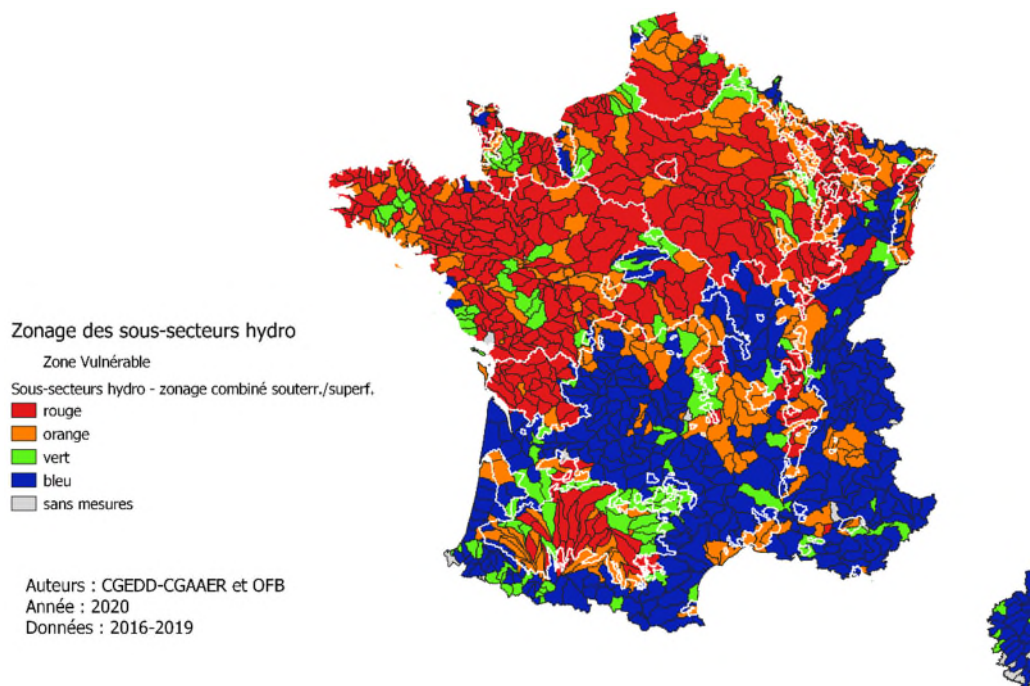 Zonage des sous-secteurs hydro
Zone Vulnérable
Sous-secteurs hydro - zonage combiné souterr./superf.
rouge
orange
vert
bleu
sans mesures
Auteurs : CGEDD-CGAAER et OFB
Année : 2020
Données : 2016-2019